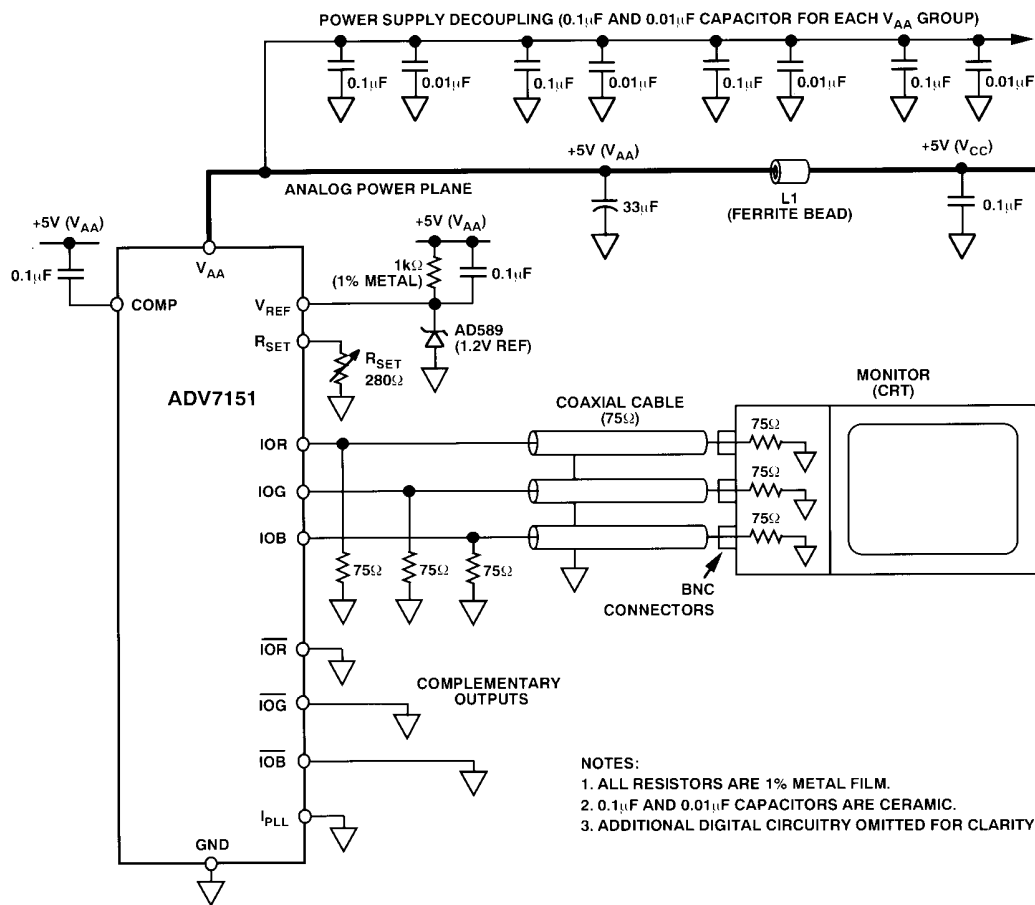 POWER SUPPLY DECOUPLING (0.1μF AND 0.01μF CAPACITOR FOR EACH VAA GROUP)
0.1μF
0.01μF
0.1μF
0.01μF
0.1μF
0.01μF
0.1μF
0.01μF
+5V (VAA)
+5V (VCC)
ANALOG POWER PLANE
33μF
L1
(FERRITE BEAD)
0.1μF
+5V (VAA)
0.1μF
COMP
VAA
+5V (VAA)
1kΩ
(1% METAL)
0.1μF
VREF
AD589
(1.2V REF)
RSET
RSET
280Ω
ADV7151
COAXIAL CABLE
(75Ω)
MONITOR
(CRT)
IOR
75Ω
IOG
75Ω
IOB
75Ω
75Ω
75Ω
75Ω
BNC
CONNECTORS
IOR
IOG
COMPLEMENTARY
OUTPUTS
IOB
IPLL
GND
NOTES:
1. ALL RESISTORS ARE 1% METAL FILM.
2. 0.1μF AND 0.01μF CAPACITORS ARE CERAMIC.
3. ADDITIONAL DIGITAL CIRCUITRY OMITTED FOR CLARITY